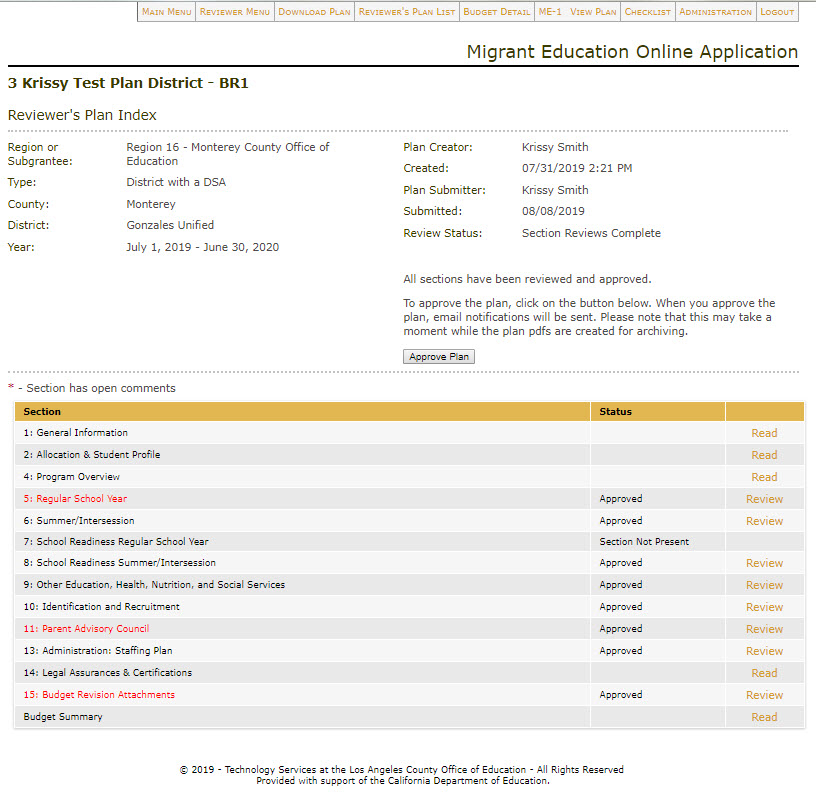 Main Menu Reviewer Menu Download Plan Reviewer's Plan List Budget Detail ME-1 View Plan Checklist Administration Logout
Migrant Education Online Application
3 Krissy Test Plan District - BR1
Reviewer's Plan Index
Region or Subgrantee: Region 16 - Monterey County Office of Education
Type: District with a DSA
County: Monterey
District: Gonzales Unified
Year: July 1, 2019 - June 30, 2020
Plan Creator: Krissy Smith
Created: 07/31/2019 2:21 PM
Plan Submitter: Krissy Smith
Submitted: 08/08/2019
Review Status: Section Reviews Complete
All sections have been reviewed and approved.
To approve the plan, click on the button below. When you approve the
plan, email notifications will be sent. Please note that this may take a
moment while the plan pdfs are created for archiving.
Approve Plan
* - Section has open comments
Section Status
1: General Information Read
2: Allocation & Student Profile Read
4: Program Overview Read
5: Regular School Year Approved Review
6: Summer/Intersession Approved Review
7: School Readiness Regular School Year Section Not Present
8: School Readiness Summer/Intersession Approved Review
9: Other Education, Health, Nutrition, and Social Services Approved Review
10: Identification and Recruitment Approved Review
11: Parent Advisory Council Approved Review
13: Administration: Staffing Plan Approved Review
14: Legal Assurances & Certifications Read
15: Budget Revision Attachments Approved Review
Budget Summary Read
© 2019 - Technology Services at the Los Angeles County Office of Education - All Rights Reserved
Provided with support of the California Department of Education.